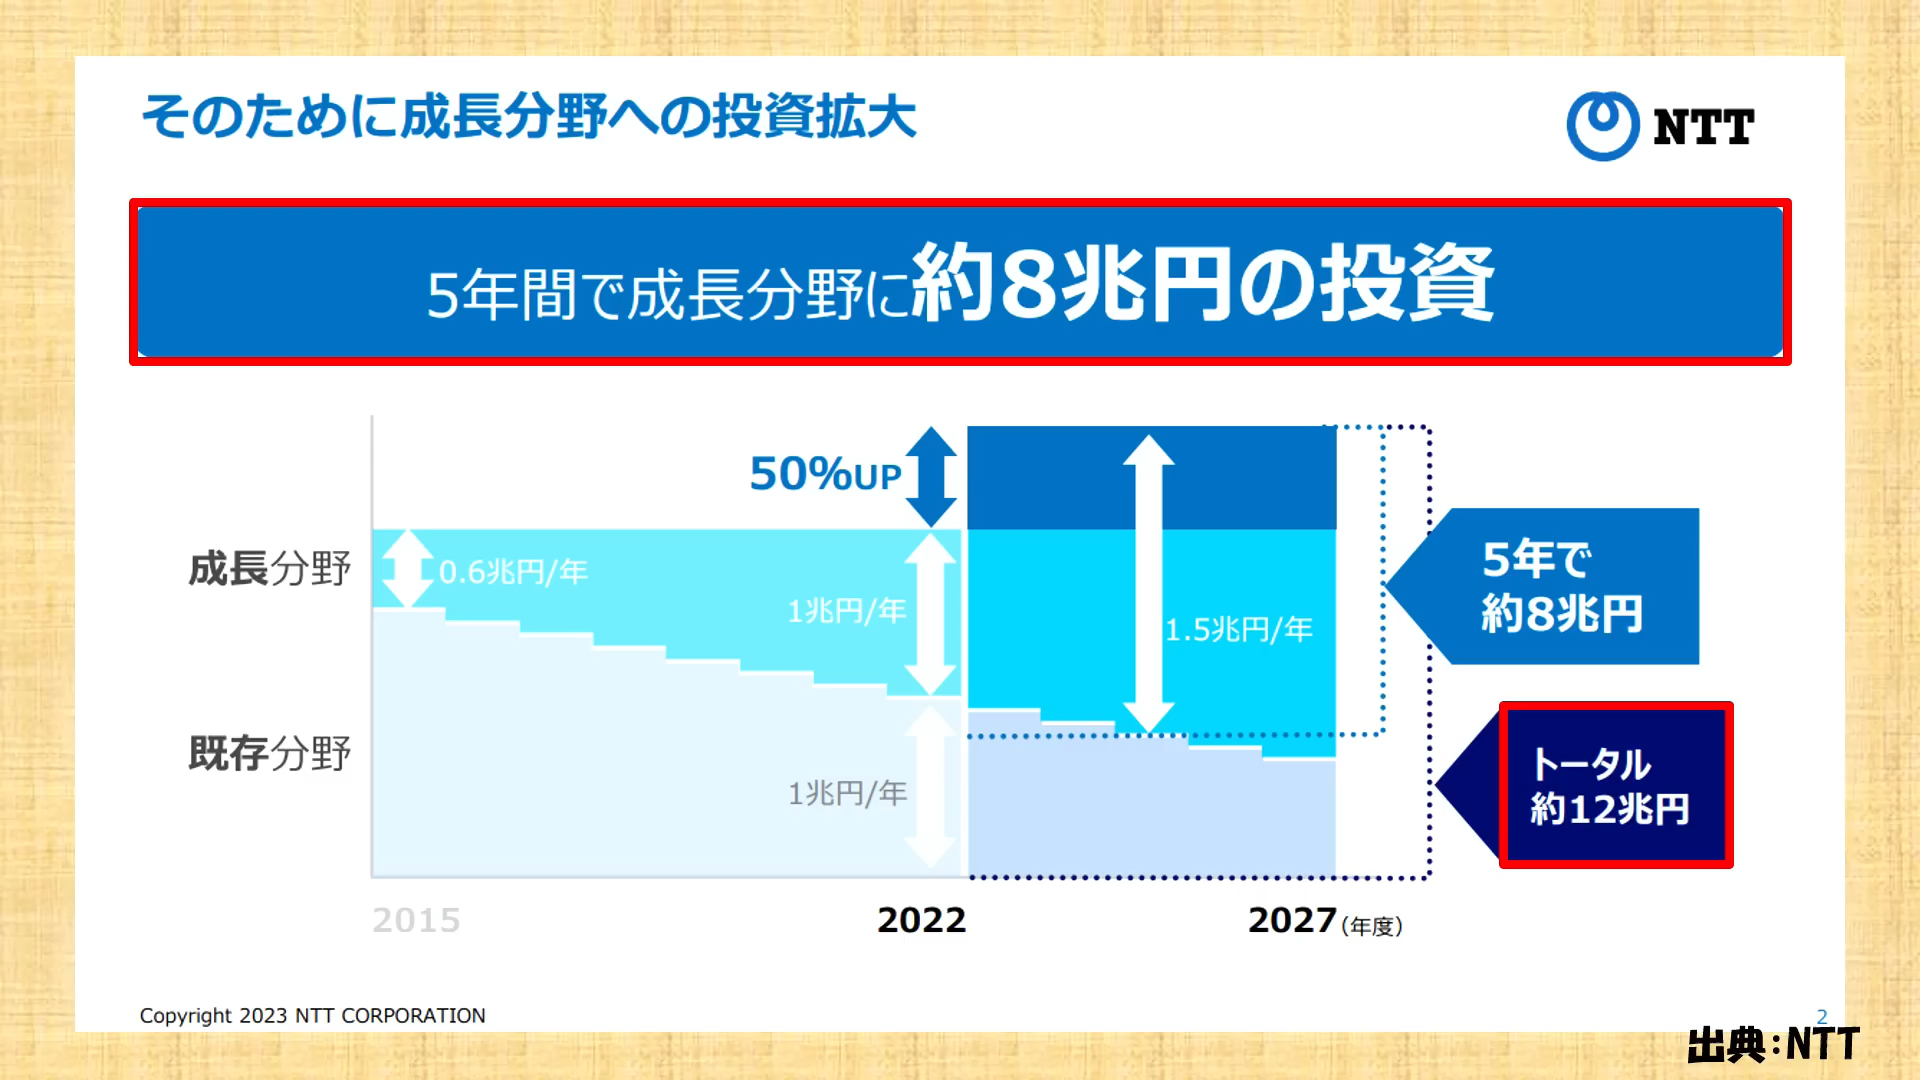 そのために成長分野への投資拡大
NTT
5年間で成長分野に約8兆円の投資
50%UP
成長分野
0.6兆円/年
1兆円/年
1.5兆円/年
5年で
約8兆円
既存分野
1兆円/年
トータル
約12兆円
2015
2022
2027(年度)
Copyright 2023 NTT CORPORATION
2
出典:NTT